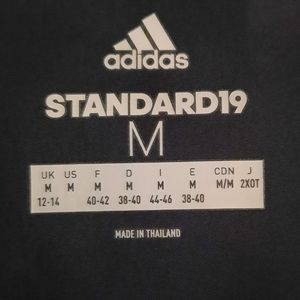 adidas
STANDARD19
M
UK US F D I E CDN J
M M M M M M M/M 2XOT
12-14 40-42 38-40 44-46 38-40
MADE IN THAILAND